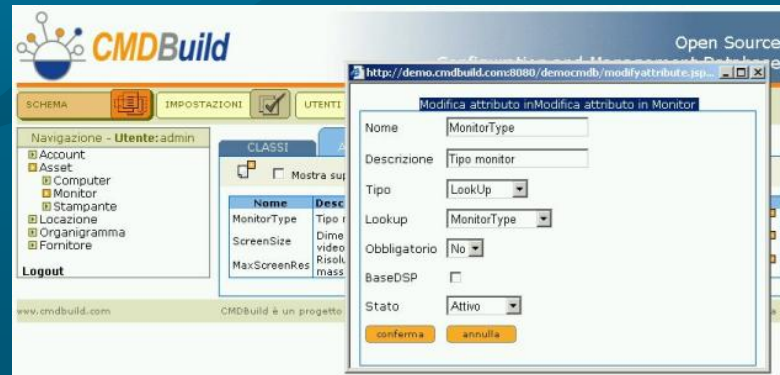 CMDBuild
Open Source
http://demo.cmdbuild.com:8080/democmdb/modifyattribute.jsp...
SCHEMA
IMPOSTAZIONI
UTENTI
Navigazione - Utente: admin
Account
Asset
Computer
Monitor
Stampante
Locazione
Organigramma
Fornitore
Logout
CLASSI
Mostra sup
Nome Desc
MonitorType Tipo
ScreenSize Dime
video
MaxScreenRes Risolu
mass
Modifica attributo inModifica attributo in Monitor
Nome MonitorType
Descrizione Tipo monitor
Tipo LookUp
Lookup MonitorType
Obbligatorio No
BaseDSP
Stato Attivo
conferma annulla
www.cmdbuild.com
CMDBuild è un progetto